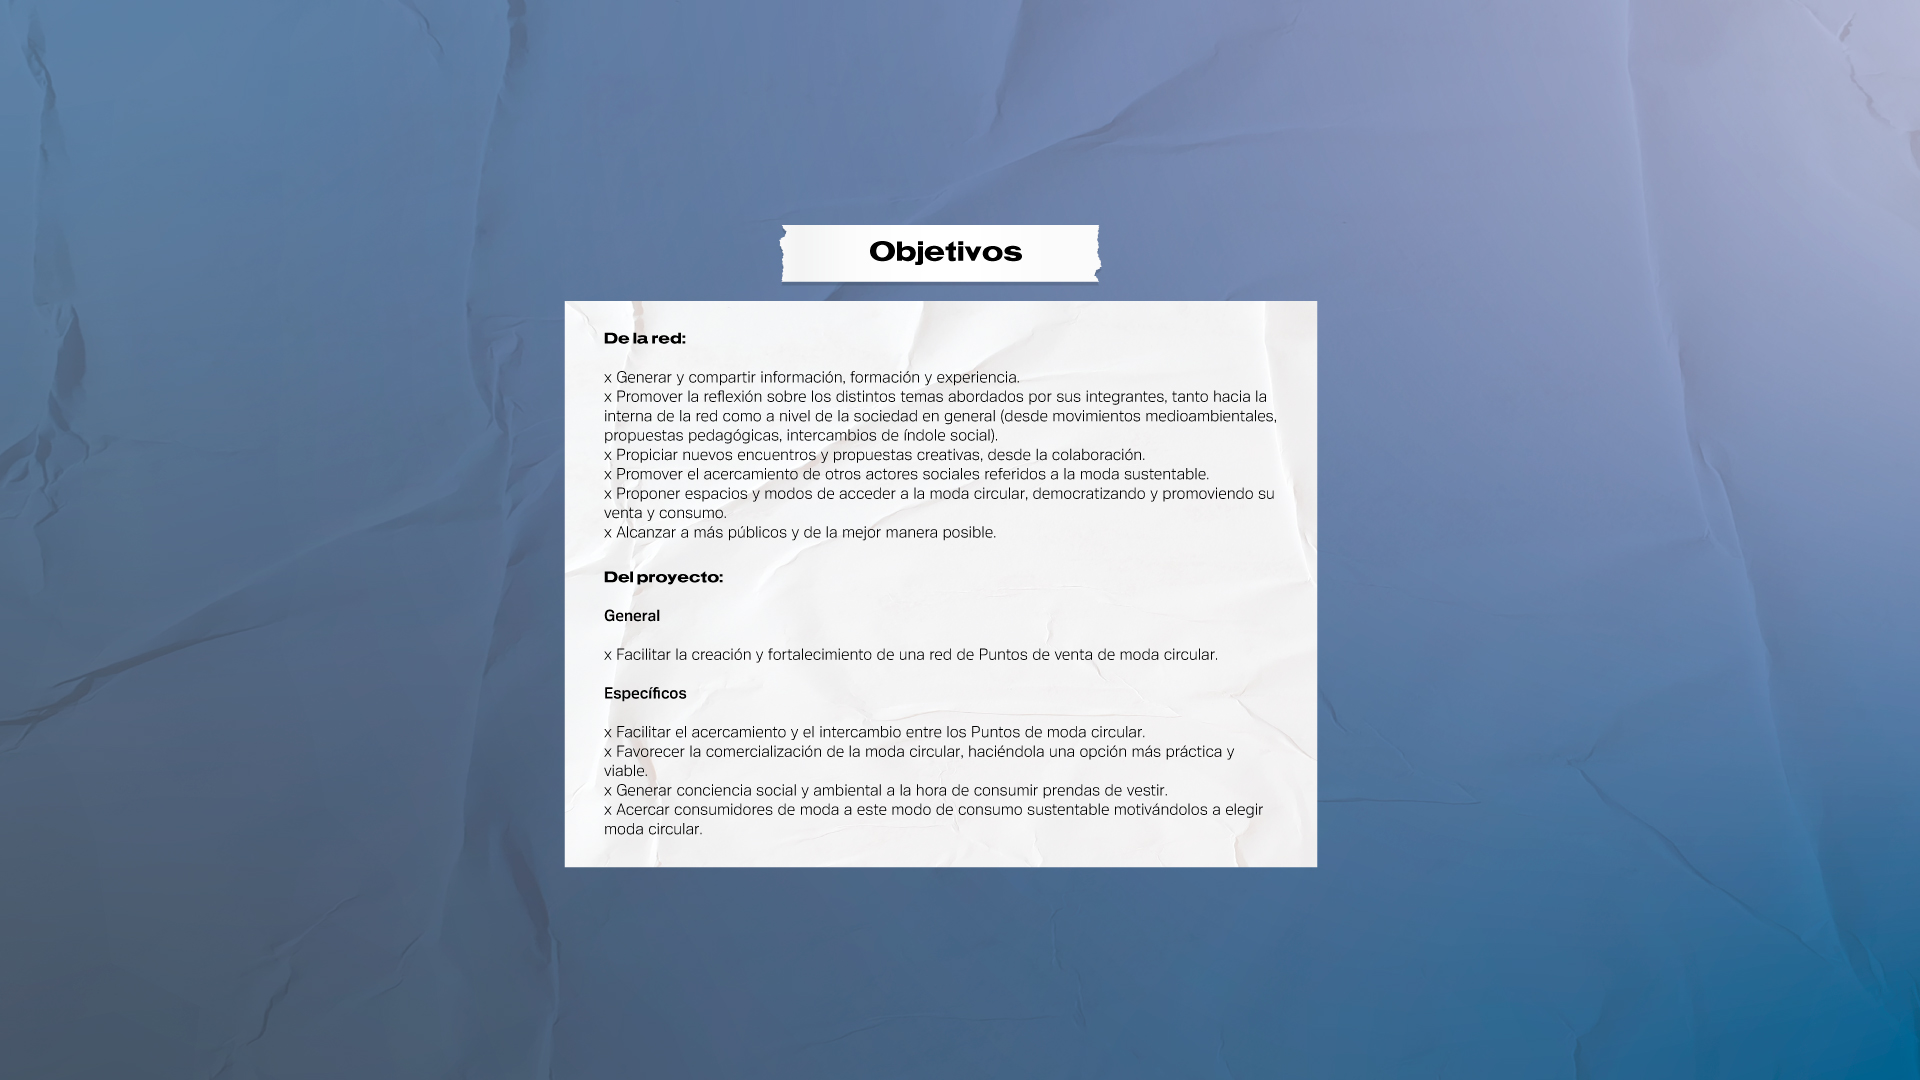 Objetivos
De la red:
x Generar y compartir información, formación y experiencia.
x Promover la reflexión sobre los distintos temas abordados por sus integrantes, tanto hacia la
interna de la red como a nivel de la sociedad en general (desde movimientos medioambientales,
propuestas pedagógicas, intercambios de índole social).
x Propiciar nuevos encuentros y propuestas creativas, desde la colaboración.
x Promover el acercamiento de otros actores sociales referidos a la moda sustentable.
x Proponer espacios y modos de acceder a la moda circular, democratizando y promoviendo su
venta y consumo.
x Alcanzar a más públicos y de la mejor manera posible.
Del proyecto:
General
x Facilitar la creación y fortalecimiento de una red de Puntos de venta de moda circular.
Específicos
x Facilitar el acercamiento y el intercambio entre los Puntos de moda circular.
x Favorecer la comercialización de la moda circular, haciéndola una opción más práctica y
viable.
x Generar conciencia social y ambiental a la hora de consumir prendas de vestir.
x Acercar consumidores de moda a este modo de consumo sustentable motivándolos a elegir
moda circular.